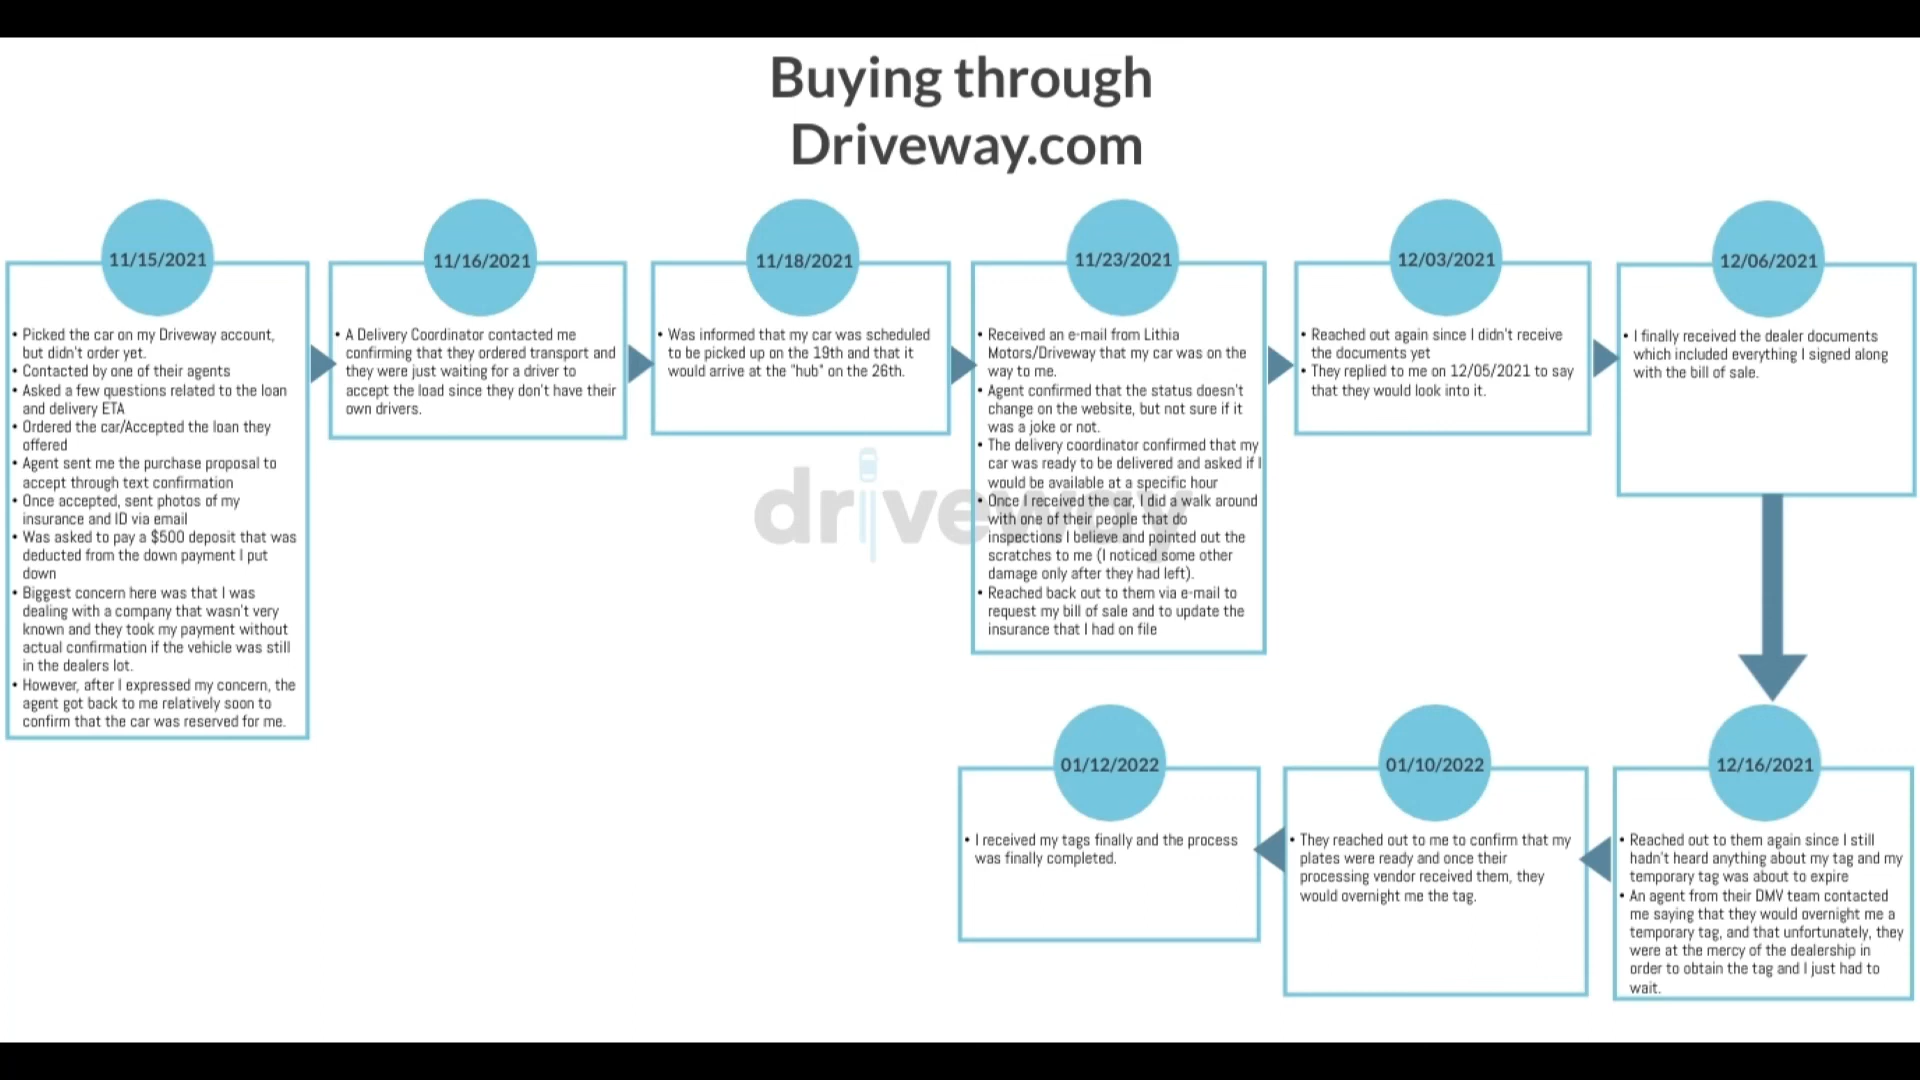 Buying through
Driveway.com
11/15/2021
• Picked the car on my Driveway account,
but didn't order yet.
• Contacted by one of their agents
• Asked a few questions related to the loan
and delivery ETA
• Ordered the car/Accepted the loan they
offered
• Agent sent me the purchase proposal to
accept through text confirmation
• Once accepted, sent photos of my
insurance and ID via email
• Was asked to pay a $500 deposit that was
deducted from the down payment I put
down
• Biggest concern here was that I was
dealing with a company that wasn't very
known and they took my payment without
actual confirmation if the vehicle was still
in the dealers lot.
• However, after I expressed my concern, the
agent got back to me relatively soon to
confirm that the car was reserved for me.
11/16/2021
• A Delivery Coordinator contacted me
confirming that they ordered transport and
they were just waiting for a driver to
accept the load since they don't have their
own drivers.
11/18/2021
• Was informed that my car was scheduled
to be picked up on the 19th and that it
would arrive at the "hub" on the 26th.
11/23/2021
• Received an e-mail from Lithia
Motors/Driveway that my car was on the
way to me.
• Agent confirmed that the status doesn't
change on the website, but not sure if it
was a joke or not.
• The delivery coordinator confirmed that my
car was ready to be delivered and asked if I
would be available at a specific hour
• Once I received the car, I did a walk around
with one of their people that do
inspections I believe and pointed out the
scratches to me (I noticed some other
damage only after they had left).
• Reached back out to them via e-mail to
request my bill of sale and to update the
insurance that I had on file
12/03/2021
• Reached out again since I didn't receive
the documents yet
• They replied to me on 12/05/2021 to say
that they would look into it.
12/06/2021
• I finally received the dealer documents
which included everything I signed along
with the bill of sale.
driveway
12/16/2021
• Reached out to them again since I still
hadn't heard anything about my tag and my
temporary tag was about to expire
• An agent from their DMV team contacted
me saying that they would overnight me a
temporary tag, and that unfortunately, they
were at the mercy of the dealership in
order to obtain the tag and I just had to
wait.
01/10/2022
• They reached out to me to confirm that my
plates were ready and once their
processing vendor received them, they
would overnight me the tag.
01/12/2022
• I received my tags finally and the process
was finally completed.